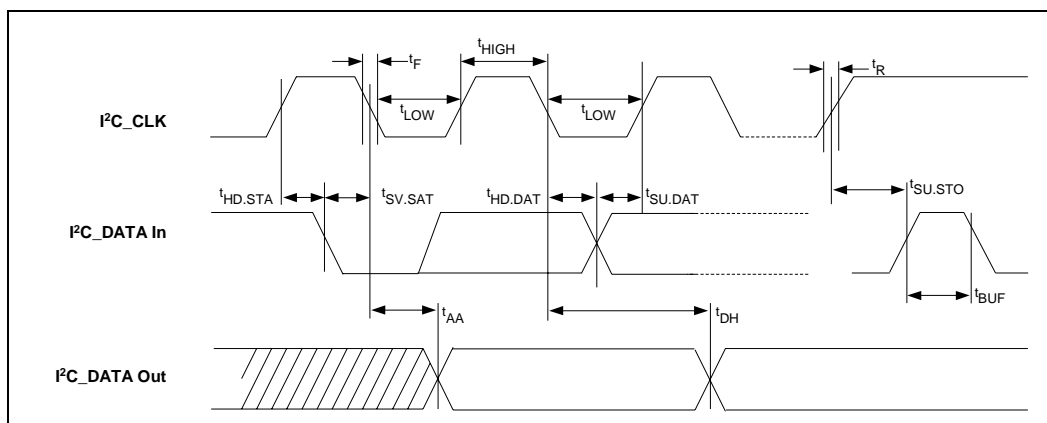 tHIGH
tF
tR
tLOW
tLOW
I²C_CLK
tHD.STA
tSV.SAT
tHD.DAT
tSU.DAT
tSU.STO
I²C_DATA In
tBUF
tAA
tDH
I²C_DATA Out